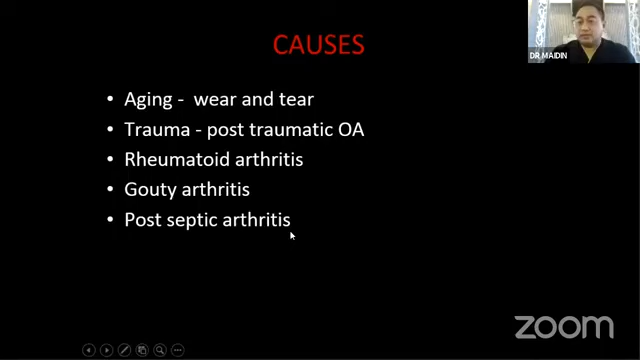 CAUSES
DR MAIDIN
• Aging - wear and tear
• Trauma - post traumatic OA
• Rheumatoid arthritis
• Gouty arthritis
• Post septic arthritis
zoom